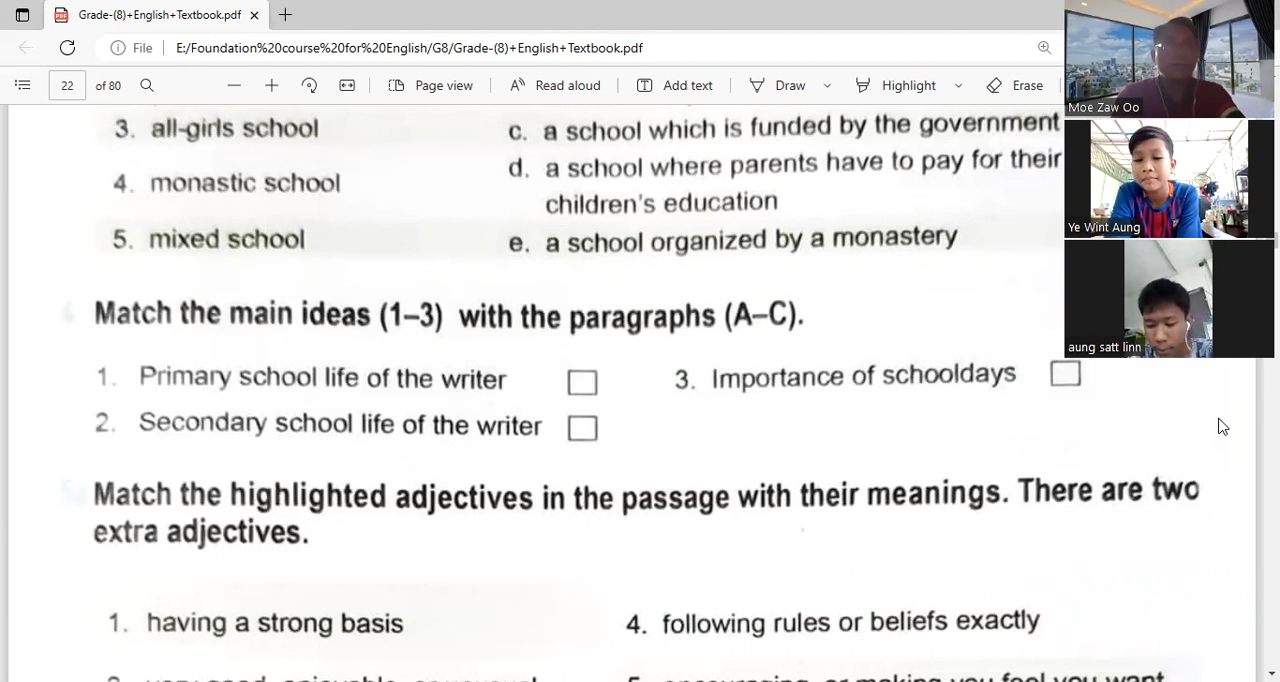 Grade-(8)+English+Textbook.pdf
File
E:/Foundation%20course%20for%20English/G8/Grade-(8)+English+Textbook.pdf
22 of 80
Page view
Read aloud
Add text
Draw
Highlight
Erase
Moe Zaw Oo
Ye Wint Aung
aung satt linn
3. all-girls school
c. a school which is funded by the government
4. monastic school
d. a school where parents have to pay for their
children's education
5. mixed school
e. a school organized by a monastery
Match the main ideas (1–3) with the paragraphs (A–C).
1. Primary school life of the writer
3. Importance of schooldays
2. Secondary school life of the writer
Match the highlighted adjectives in the passage with their meanings. There are two
extra adjectives.
1. having a strong basis
4. following rules or beliefs exactly